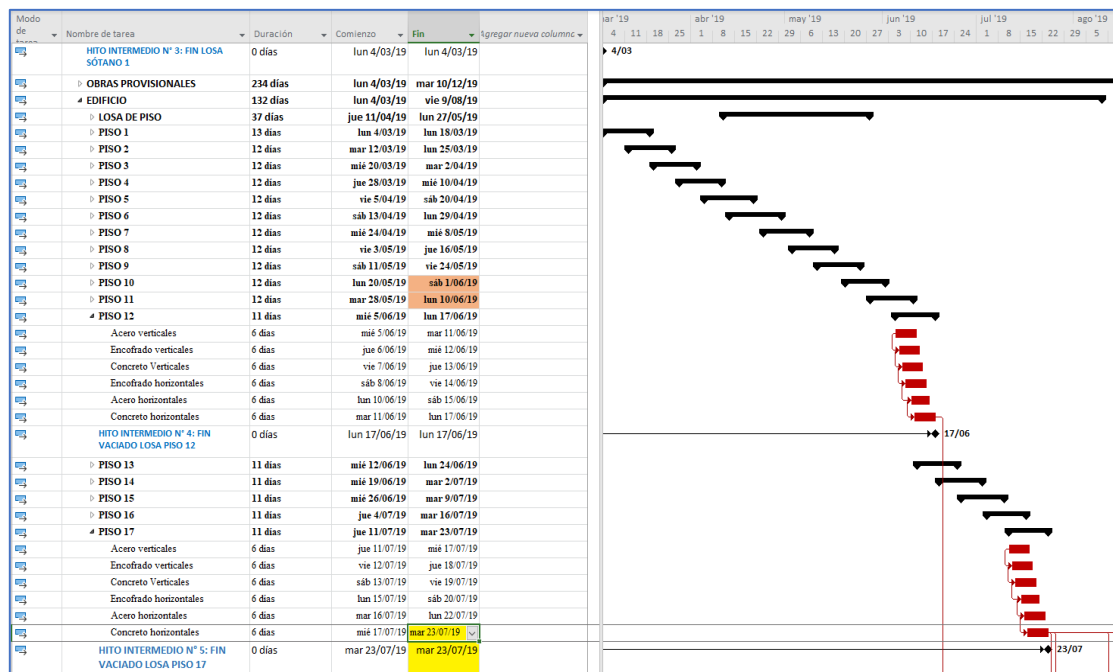 Modo de tarea Nombre de tarea Duración Comienzo Fin Agregar nueva columna
ar '19 abr '19 may '19 jun '19 jul '19 ago '19
4 11 18 25 1 8 15 22 29 6 13 20 27 3 10 17 24 1 8 15 22 29 5
HITO INTERMEDIO N° 3: FIN LOSA 0 días lun 4/03/19 lun 4/03/19 4/03
SÓTANO 1
OBRAS PROVISIONALES 234 días lun 4/03/19 mar 10/12/19
EDIFICIO 132 días lun 4/03/19 vie 9/08/19
LOSA DE PISO 37 días jue 11/04/19 lun 27/05/19
PISO 1 13 días lun 4/03/19 lun 18/03/19
PISO 2 12 días mar 12/03/19 lun 25/03/19
PISO 3 12 días mié 20/03/19 mar 2/04/19
PISO 4 12 días jue 28/03/19 mié 10/04/19
PISO 5 12 días vie 5/04/19 sáb 20/04/19
PISO 6 12 días sáb 13/04/19 lun 29/04/19
PISO 7 12 días mié 24/04/19 mié 8/05/19
PISO 8 12 días vie 3/05/19 jue 16/05/19
PISO 9 12 días sáb 11/05/19 vie 24/05/19
PISO 10 12 días lun 20/05/19 sáb 1/06/19
PISO 11 12 días mar 28/05/19 lun 10/06/19
PISO 12 11 días mié 5/06/19 lun 17/06/19
Acero verticales 6 días mié 5/06/19 mar 11/06/19
Encofrado verticales 6 días jue 6/06/19 mié 12/06/19
Concreto Verticales 6 días vie 7/06/19 jue 13/06/19
Encofrado horizontales 6 días sáb 8/06/19 vie 14/06/19
Acero horizontales 6 días lun 10/06/19 sáb 15/06/19
Concreto horizontales 6 días mar 11/06/19 lun 17/06/19
HITO INTERMEDIO N° 4: FIN 0 días lun 17/06/19 lun 17/06/19 17/06
VACIADO LOSA PISO 12
PISO 13 11 días mié 12/06/19 lun 24/06/19
PISO 14 11 días mié 19/06/19 mar 2/07/19
PISO 15 11 días mié 26/06/19 mar 9/07/19
PISO 16 11 días jue 4/07/19 mar 16/07/19
PISO 17 11 días jue 11/07/19 mar 23/07/19
Acero verticales 6 días jue 11/07/19 mié 17/07/19
Encofrado verticales 6 días vie 12/07/19 jue 18/07/19
Concreto Verticales 6 días sáb 13/07/19 vie 19/07/19
Encofrado horizontales 6 días lun 15/07/19 sáb 20/07/19
Acero horizontales 6 días mar 16/07/19 lun 22/07/19
Concreto horizontales 6 días mié 17/07/19 mar 23/07/19
HITO INTERMEDIO N° 5: FIN 0 días mar 23/07/19 mar 23/07/19 23/07
VACIADO LOSA PISO 17